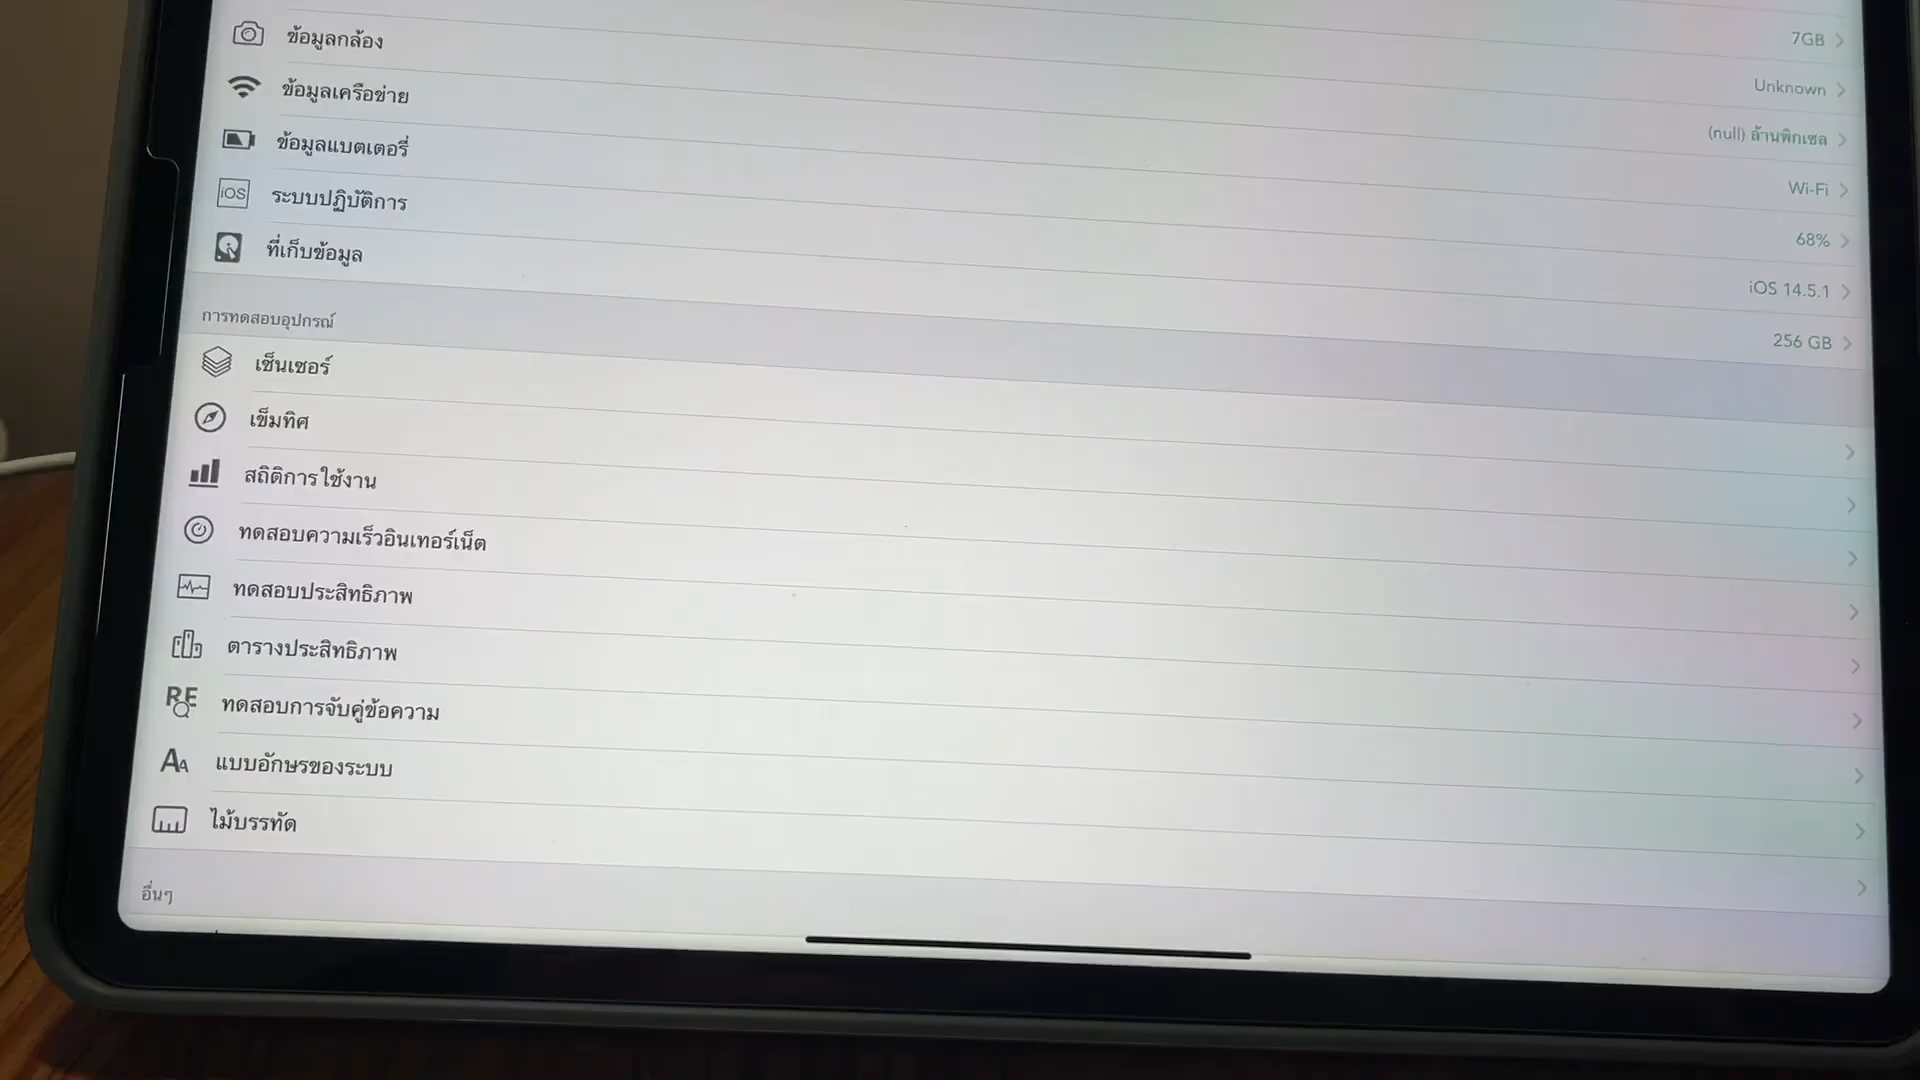 7GB
Unknown
ข้อมูลกล้อง (null) ล้านพิกเซล
ข้อมูลเครือข่าย Wi-Fi
ข้อมูลแบตเตอรี่ 68%
iOS ระบบปฏิบัติการ iOS 14.5.1
ที่เก็บข้อมูล 256 GB
การทดสอบอุปกรณ์
เซ็นเซอร์
เข็มทิศ
สถิติการใช้งาน
ทดสอบความเร็วอินเทอร์เน็ต
ทดสอบประสิทธิภาพ
ตารางประสิทธิภาพ
RE ทดสอบการจับคู่ข้อความ
AA แบบอักษรของระบบ
ไม้บรรทัด
อื่นๆ